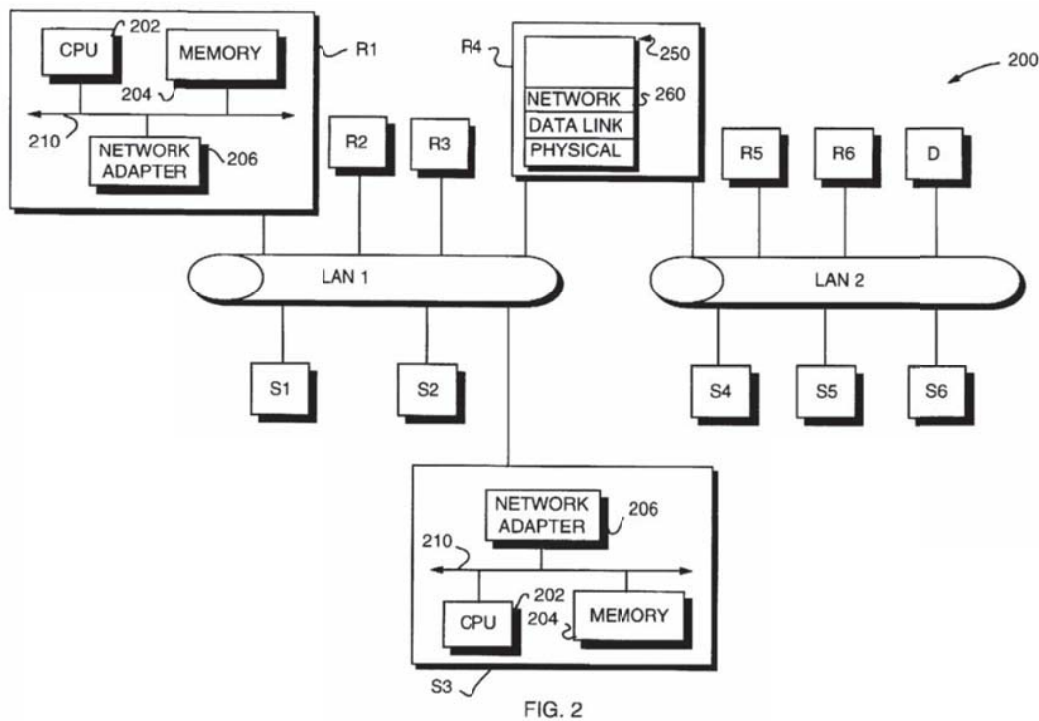 202
CPU
MEMORY
204
210
NETWORK
ADAPTER
206
R1
R2
R3
R4
250
NETWORK
260
DATA LINK
PHYSICAL
200
R5
R6
D
LAN 1
LAN 2
S1
S2
S4
S5
S6
NETWORK
ADAPTER
206
210
202
CPU
204
MEMORY
S3
FIG. 2